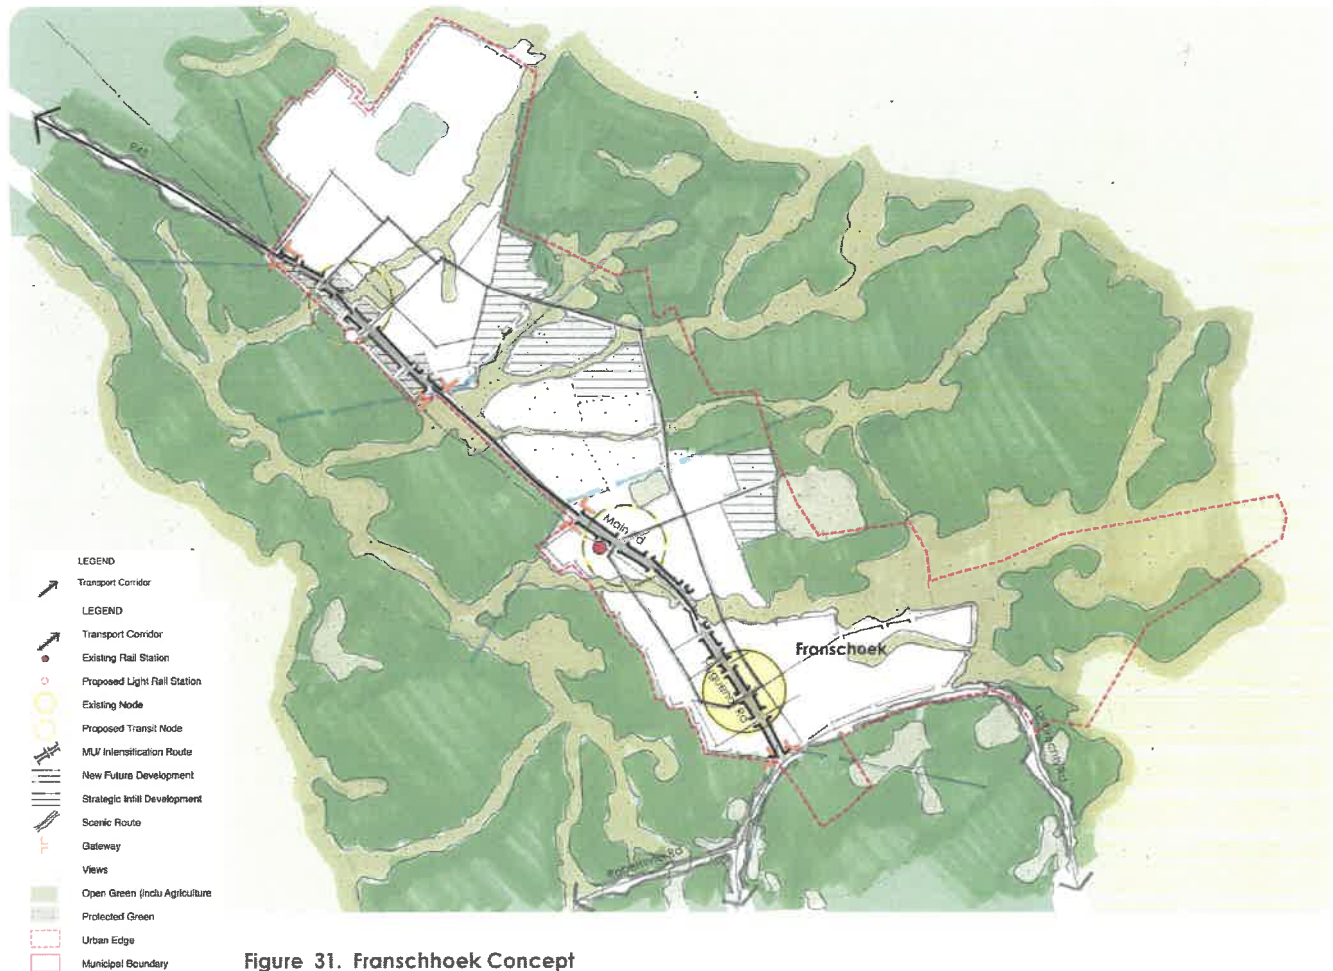 R45
Main Rd
Franschoek
LEGEND
Transport Corridor
LEGEND
Transport Corridor
Existing Rail Station
Proposed Light Rail Station
Existing Node
Proposed Transit Node
MU/ Intensification Route
New Future Development
Strategic Infill Development
Scenic Route
Gateway
Views
Open Green (inclu Agriculture
Protected Green
Urban Edge
Municipal Boundary
Figure 31. Franschhoek Concept